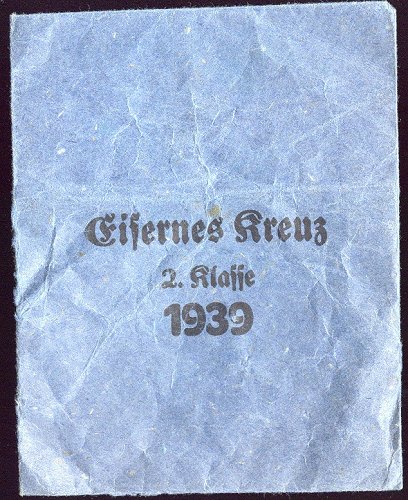 Eisernes Kreuz
2. Klasse
1939